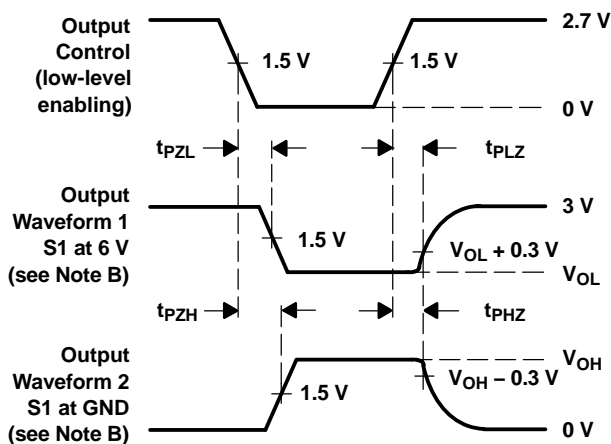 Output
Control
(low-level
enabling)
1.5 V
1.5 V
2.7 V
0 V
tPZL
tPLZ
Output
Waveform 1
S1 at 6 V
(see Note B)
1.5 V
3 V
VOL + 0.3 V
VOL
tPZH
tPHZ
Output
Waveform 2
S1 at GND
(see Note B)
1.5 V
VOH
VOH – 0.3 V
0 V